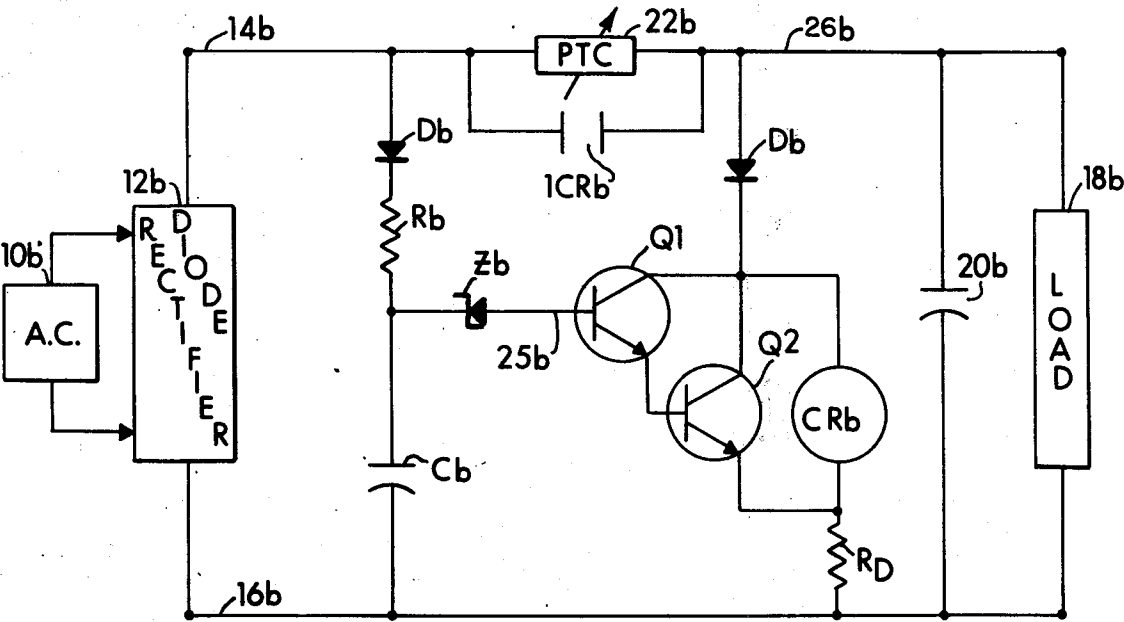 14b
PTC
22b
26b
Db
1CRb
Db
12b
18b
Rb
DIODE
RECTIFIER
10b
Zb
Q1
20b
A.C.
LOAD
25b
Q2
CRb
Cb
RD
16b